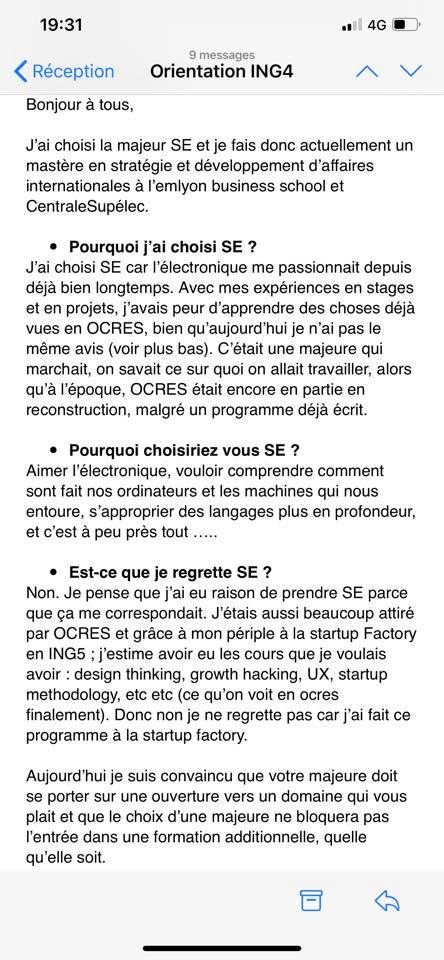 19:31
4G
9 messages
Réception
Orientation ING4
Bonjour à tous,
J'ai choisi la majeur SE et je fais donc actuellement un
mastère en stratégie et développement d'affaires
internationales à l'emlyon business school et
CentraleSupélec.
• Pourquoi j'ai choisi SE ?
J'ai choisi SE car l'électronique me passionnait depuis
déjà bien longtemps. Avec mes expériences en stages
et en projets, j'avais peur d'apprendre des choses déjà
vues en OCRES, bien qu'aujourd'hui je n'ai pas le
même avis (voir plus bas). C'était une majeure qui
marchait, on savait ce sur quoi on allait travailler, alors
qu'à l'époque, OCRES était encore en partie en
reconstruction, malgré un programme déjà écrit.
• Pourquoi choisiriez vous SE ?
Aimer l'électronique, vouloir comprendre comment
sont fait nos ordinateurs et les machines qui nous
entoure, s'approprier des langages plus en profondeur,
et c'est à peu près tout …..
• Est-ce que je regrette SE ?
Non. Je pense que j'ai eu raison de prendre SE parce
que ça me correspondait. J'étais aussi beaucoup attiré
par OCRES et grâce à mon périple à la startup Factory
en ING5 ; j'estime avoir eu les cours que je voulais
avoir : design thinking, growth hacking, UX, startup
methodology, etc etc (ce qu'on voit en ocres
finalement). Donc non je ne regrette pas car j'ai fait ce
programme à la startup factory.
Aujourd'hui je suis convaincu que votre majeure doit
se porter sur une ouverture vers un domaine qui vous
plait et que le choix d'une majeure ne bloquera pas
l'entrée dans une formation additionnelle, quelle
qu'elle soit.